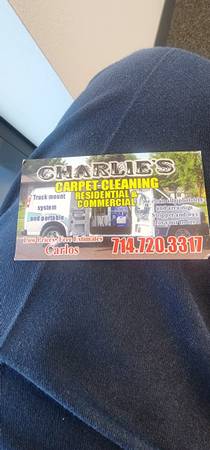 CHARLIE'S
CARPET CLEANING
RESIDENTIAL &
COMMERCIAL
Truck mount
system
and portable
Low Prices! Free Estimates
Carlos
714.720.3317